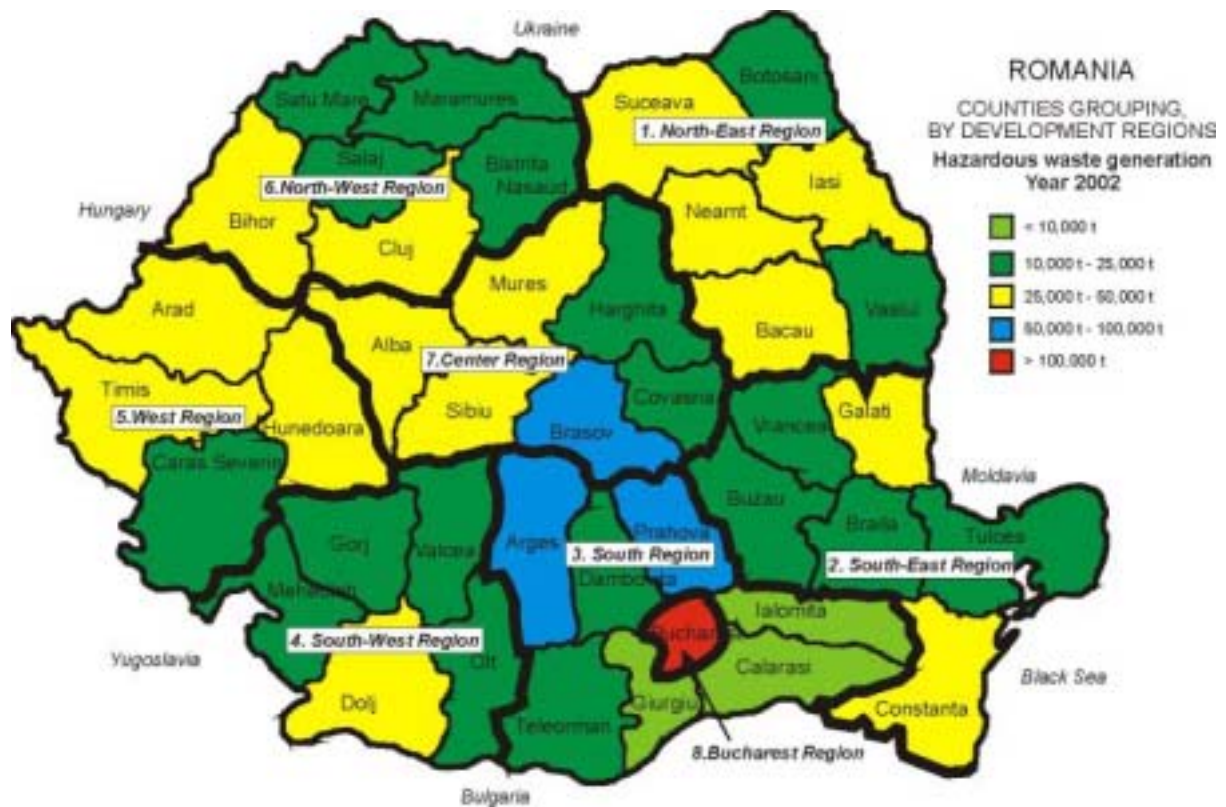 Ukraine
ROMANIA
COUNTIES GROUPING,
BY DEVELOPMENT REGIONS
Hazardous waste generation
Year 2002
< 10,000 t
10,000 t - 25,000 t
25,000 t - 50,000 t
50,000 t - 100,000 t
> 100,000 t
Botosani
Satu Mare
Maramures
Suceava
1. North-East Region
Salaj
Bistrita
Nasaud
6.North-West Region
Iasi
Hungary
Bihor
Neamt
Cluj
Mures
Arad
Harghita
Vaslui
Bacau
Alba
7.Center Region
Timis
5.West Region
Sibiu
Covasna
Galati
Hunedoara
Brasov
Vrancea
Caras Severin
Moldavia
Buzau
Braila
Tulcea
Gorj
Valcea
Arges
Prahova
3. South Region
2. South-East Region
Ialomita
4. South-West Region
Olt
Yugoslavia
Calarasi
Black Sea
Dolj
Giurgiu
Constanta
Teleorman
8.Bucharest Region
Bulgaria